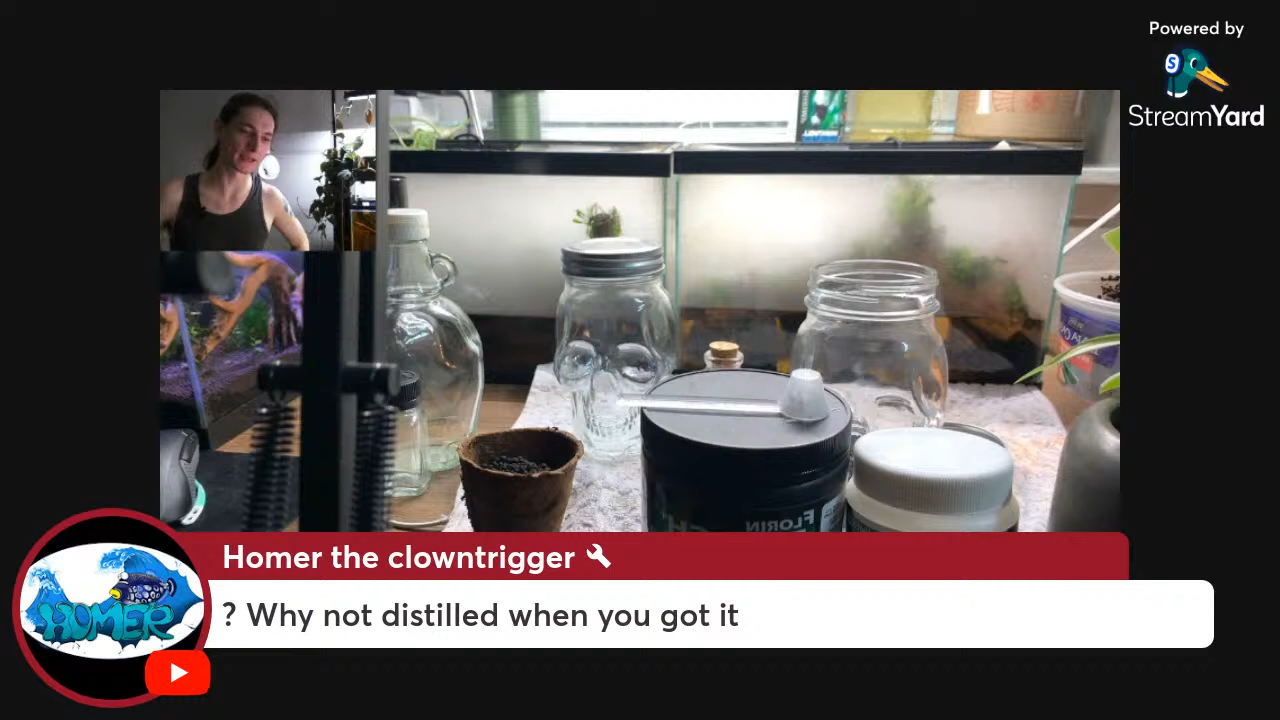 Powered by
StreamYard
FLORIN
Homer the clowntrigger
? Why not distilled when you got it
HOMER